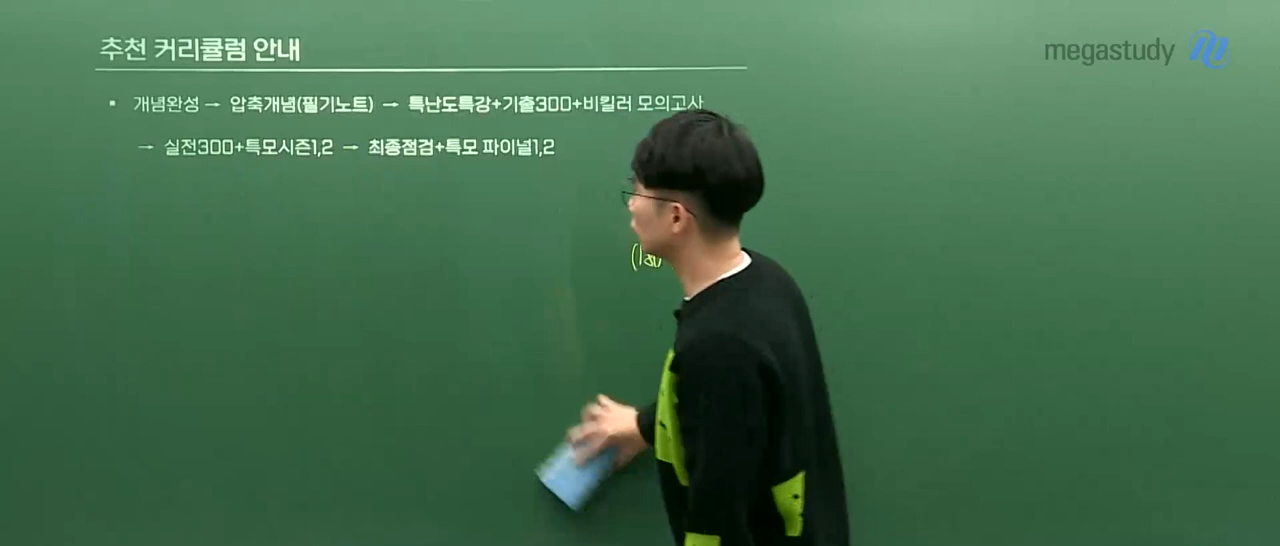 추천 커리큘럼 안내
megastudy
▪ 개념완성 → 압축개념(필기노트) → 특난도특강+기출300+비킬러 모의고사
→ 실전300+특모시즌1,2 → 최종점검+특모 파이널1,2